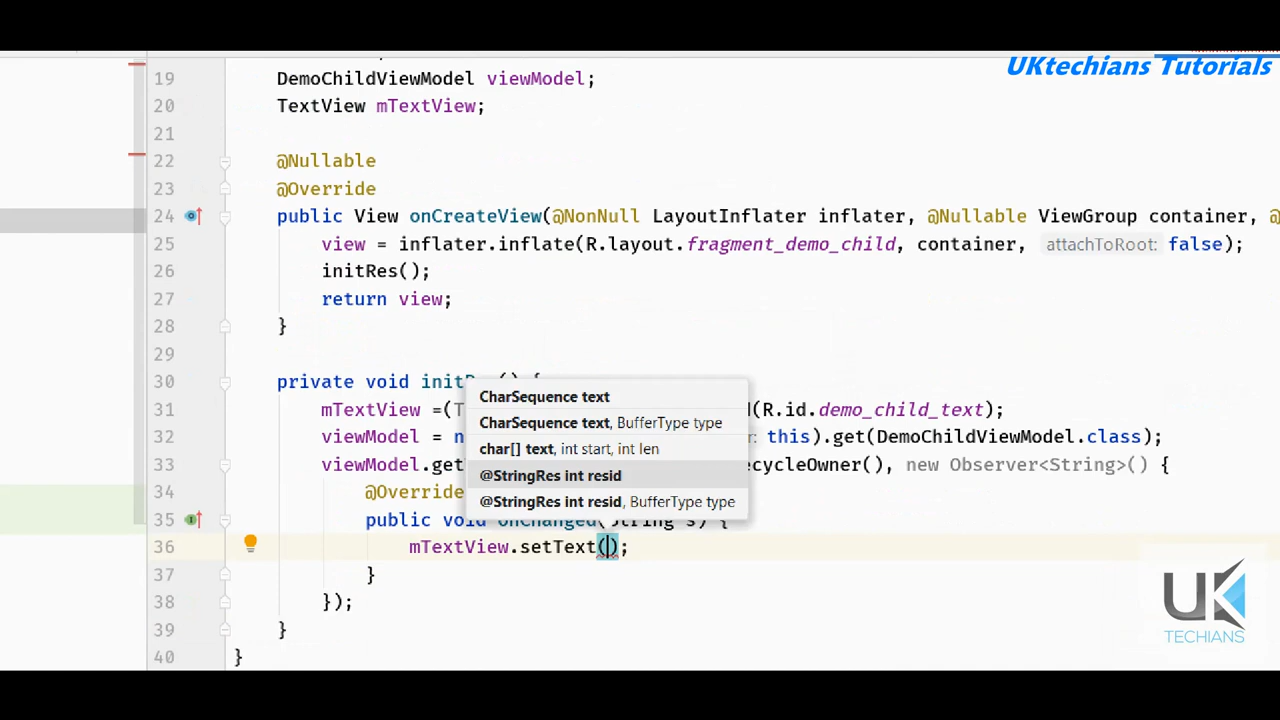 UKtechians Tutorials
19 DemoChildViewModel viewModel;
20 TextView mTextView;
21
22 @Nullable
23 @Override
24 public View onCreateView(@NonNull LayoutInflater inflater, @Nullable ViewGroup container, @
25 view = inflater.inflate(R.layout.fragment_demo_child, container, attachToRoot: false);
26 initRes();
27 return view;
28 }
29
30 private void initRes() {
31 mTextView =(T d(R.id.demo_child_text);
32 viewModel = n this).get(DemoChildViewModel.class);
33 viewModel.get ecycleOwner(), new Observer<String>() {
34 @Override
35 public void onChanged(String s) {
36 mTextView.setText();
37 }
38 });
39 }
40 }
CharSequence text
CharSequence text, BufferType type
char[] text, int start, int len
@StringRes int resid
@StringRes int resid, BufferType type
UK
TECHIANS